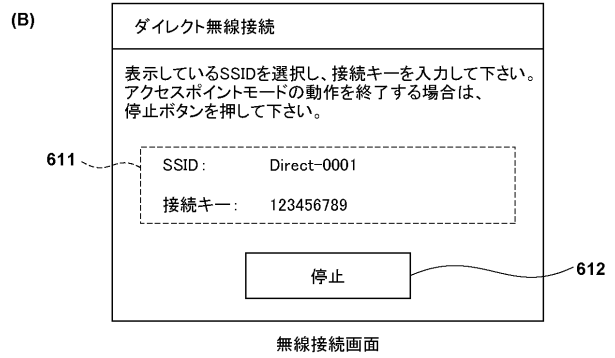 (B)
ダイレクト無線接続
表示しているSSIDを選択し、接続キーを入力して下さい。
アクセスポイントモードの動作を終了する場合は、
停止ボタンを押して下さい。
611
SSID: Direct-0001
接続キー: 123456789
停止
612
無線接続画面